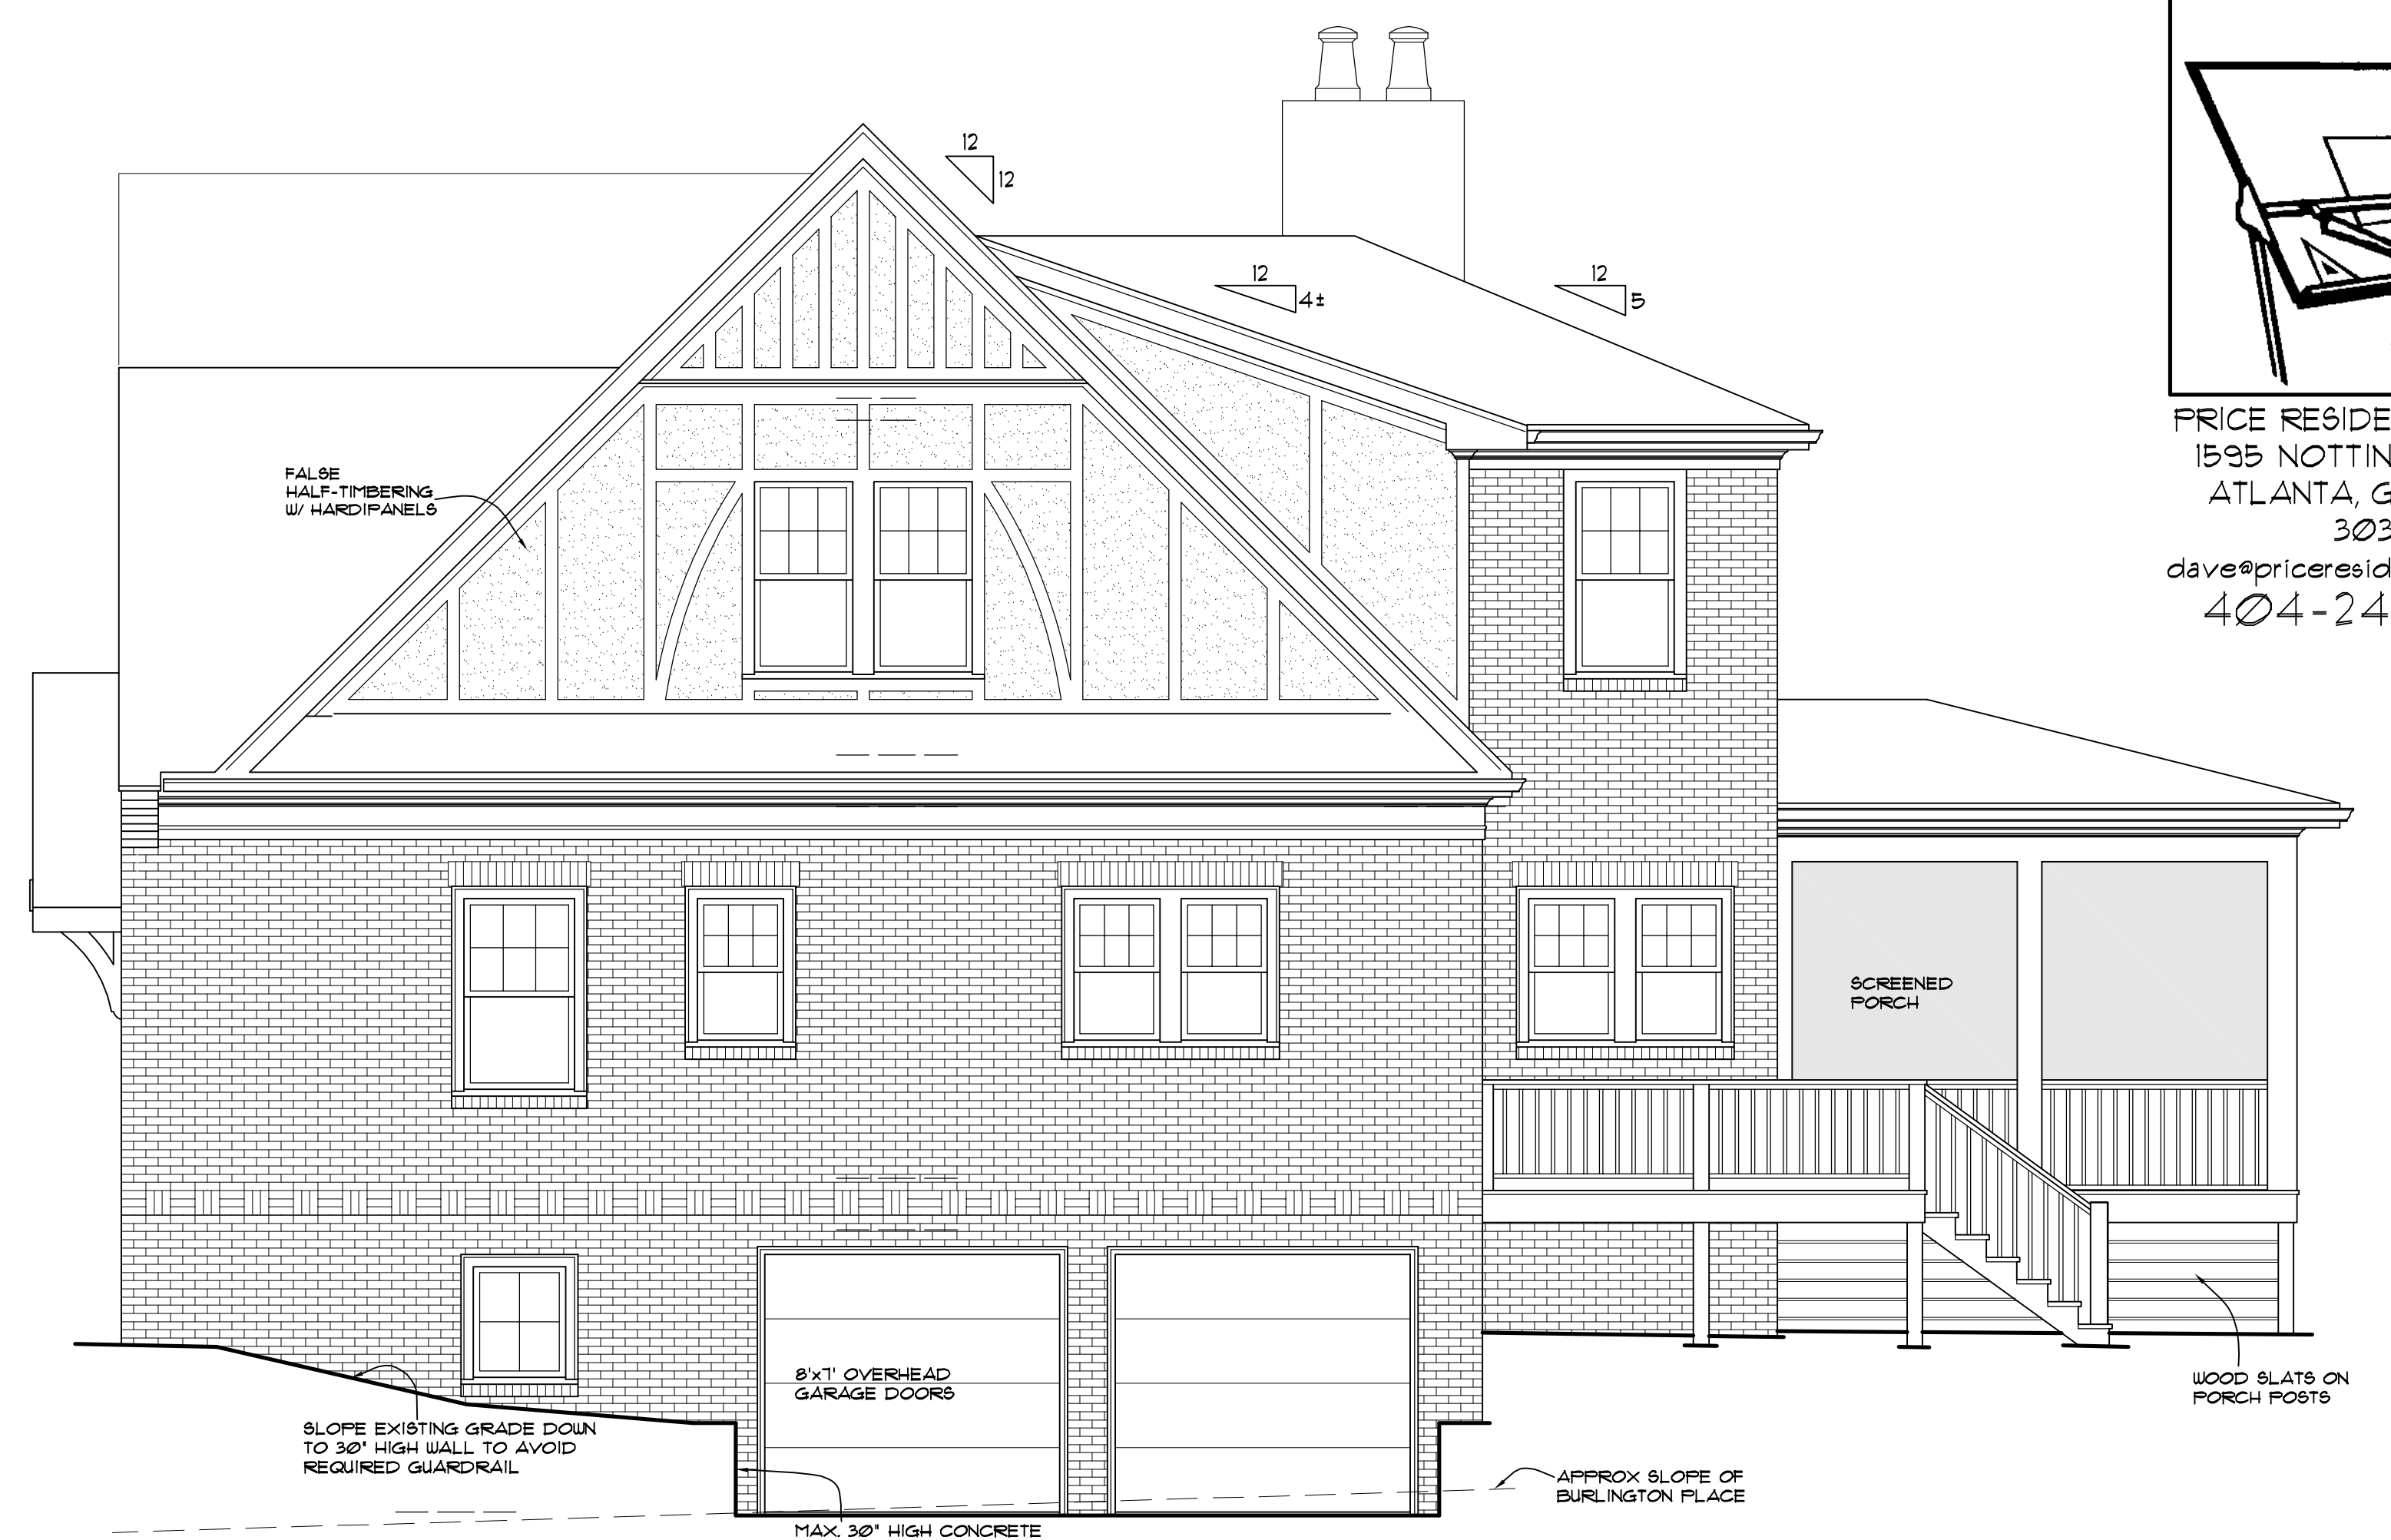 12
12
12
4±
12
5
PRICE RESIDE
1595 NOTTIN
ATLANTA, G
303
dave@priceresid
404-24
FALSE
HALF-TIMBERING
W/ HARDIPANELS
SCREENED
PORCH
8'x7' OVERHEAD
GARAGE DOORS
WOOD SLATS ON
PORCH POSTS
SLOPE EXISTING GRADE DOWN
TO 30" HIGH WALL TO AVOID
REQUIRED GUARDRAIL
APPROX SLOPE OF
BURLINGTON PLACE
MAX. 30" HIGH CONCRETE